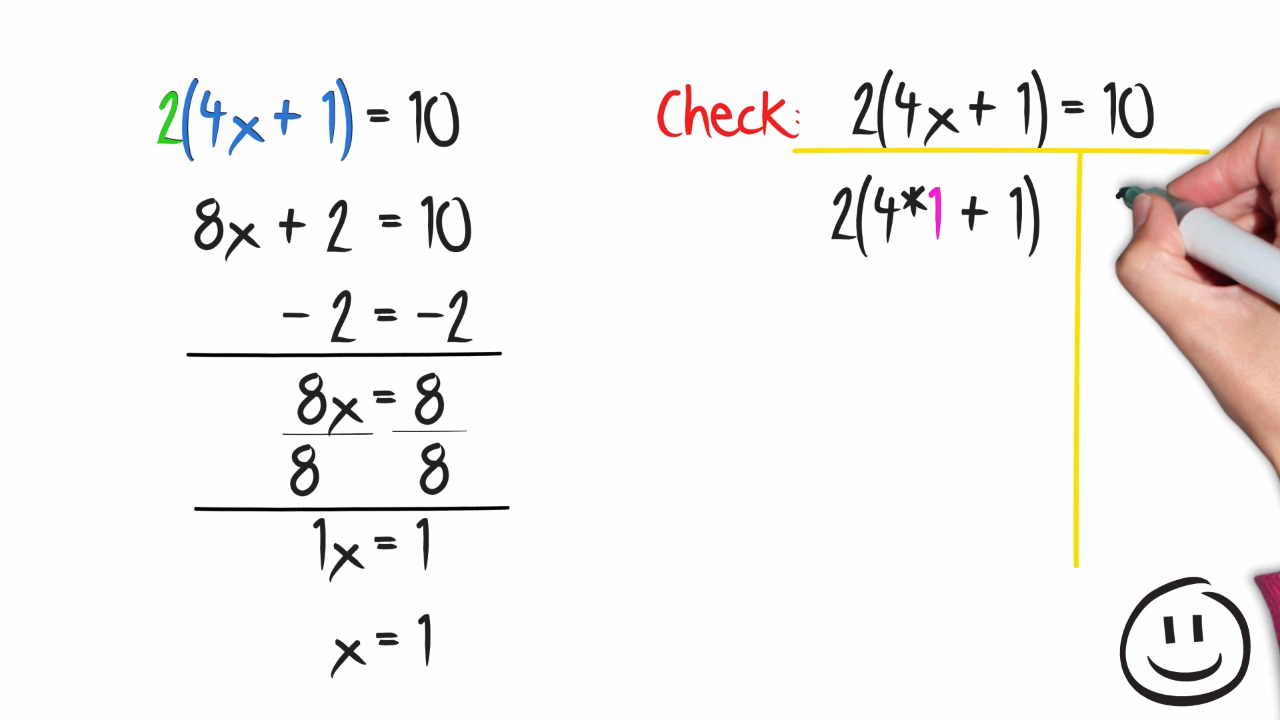 2(4x + 1) = 10
8x + 2 = 10
- 2 = -2
8x = 8
8 8
1x = 1
x = 1
Check: 2(4x + 1) = 10
2(4*1 + 1)